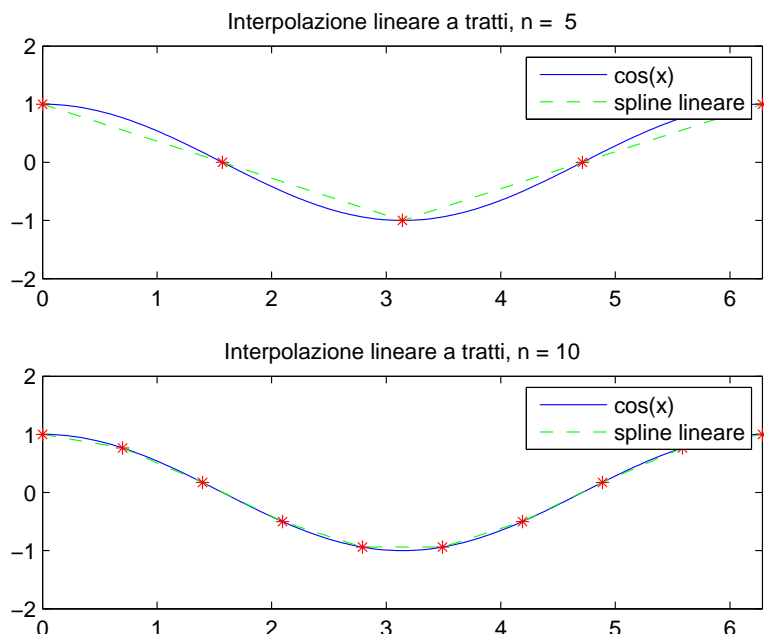 Interpolazione lineare a tratti, n =  5
2
cos(x)
spline lineare
1
0
−1
−2
0 1 2 3 4 5 6
Interpolazione lineare a tratti, n = 10
2
cos(x)
spline lineare
1
0
−1
−2
0 1 2 3 4 5 6